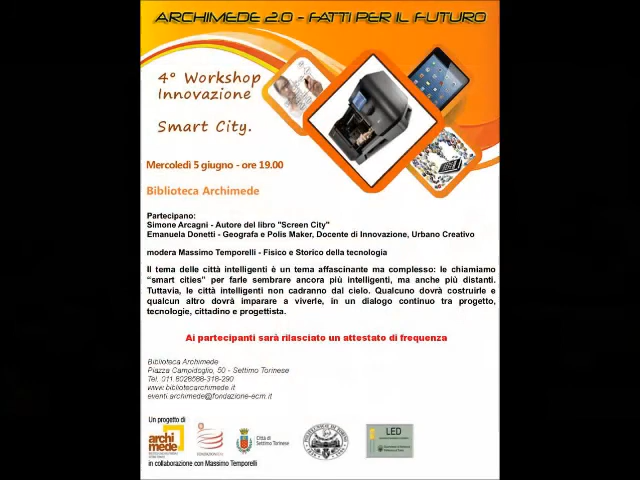 ARCHIMEDE 2.0 - FATTI PER IL FUTURO
4° Workshop
Innovazione
Smart City.
Mercoledì 5 giugno - ore 19.00
Biblioteca Archimede
Partecipano:
Simone Arcagni - Autore del libro "Screen City"
Emanuela Donetti - Geografa e Polis Maker, Docente di Innovazione, Urbano Creativo
modera Massimo Temporelli - Fisico e Storico della tecnologia
Il tema delle città intelligenti è un tema affascinante ma complesso: le chiamiamo
"smart cities" per farle sembrare ancora più intelligenti, ma anche più distanti.
Tuttavia, le città intelligenti non cadranno dal cielo. Qualcuno dovrà costruirle e
qualcun altro dovrà imparare a viverle, in un dialogo continuo tra progetto,
tecnologie, cittadino e progettista.
Ai partecipanti sarà rilasciato un attestato di frequenza
Biblioteca Archimede
Piazza Campidoglio, 50 - Settimo Torinese
Tel. 011.8028588-318-290
www.bibliotecarchimede.it
eventi.archimede@fondazione-ecm.it
Un progetto di
archi
mede
Città di
Settimo Torinese
LED
in collaborazione con Massimo Temporelli